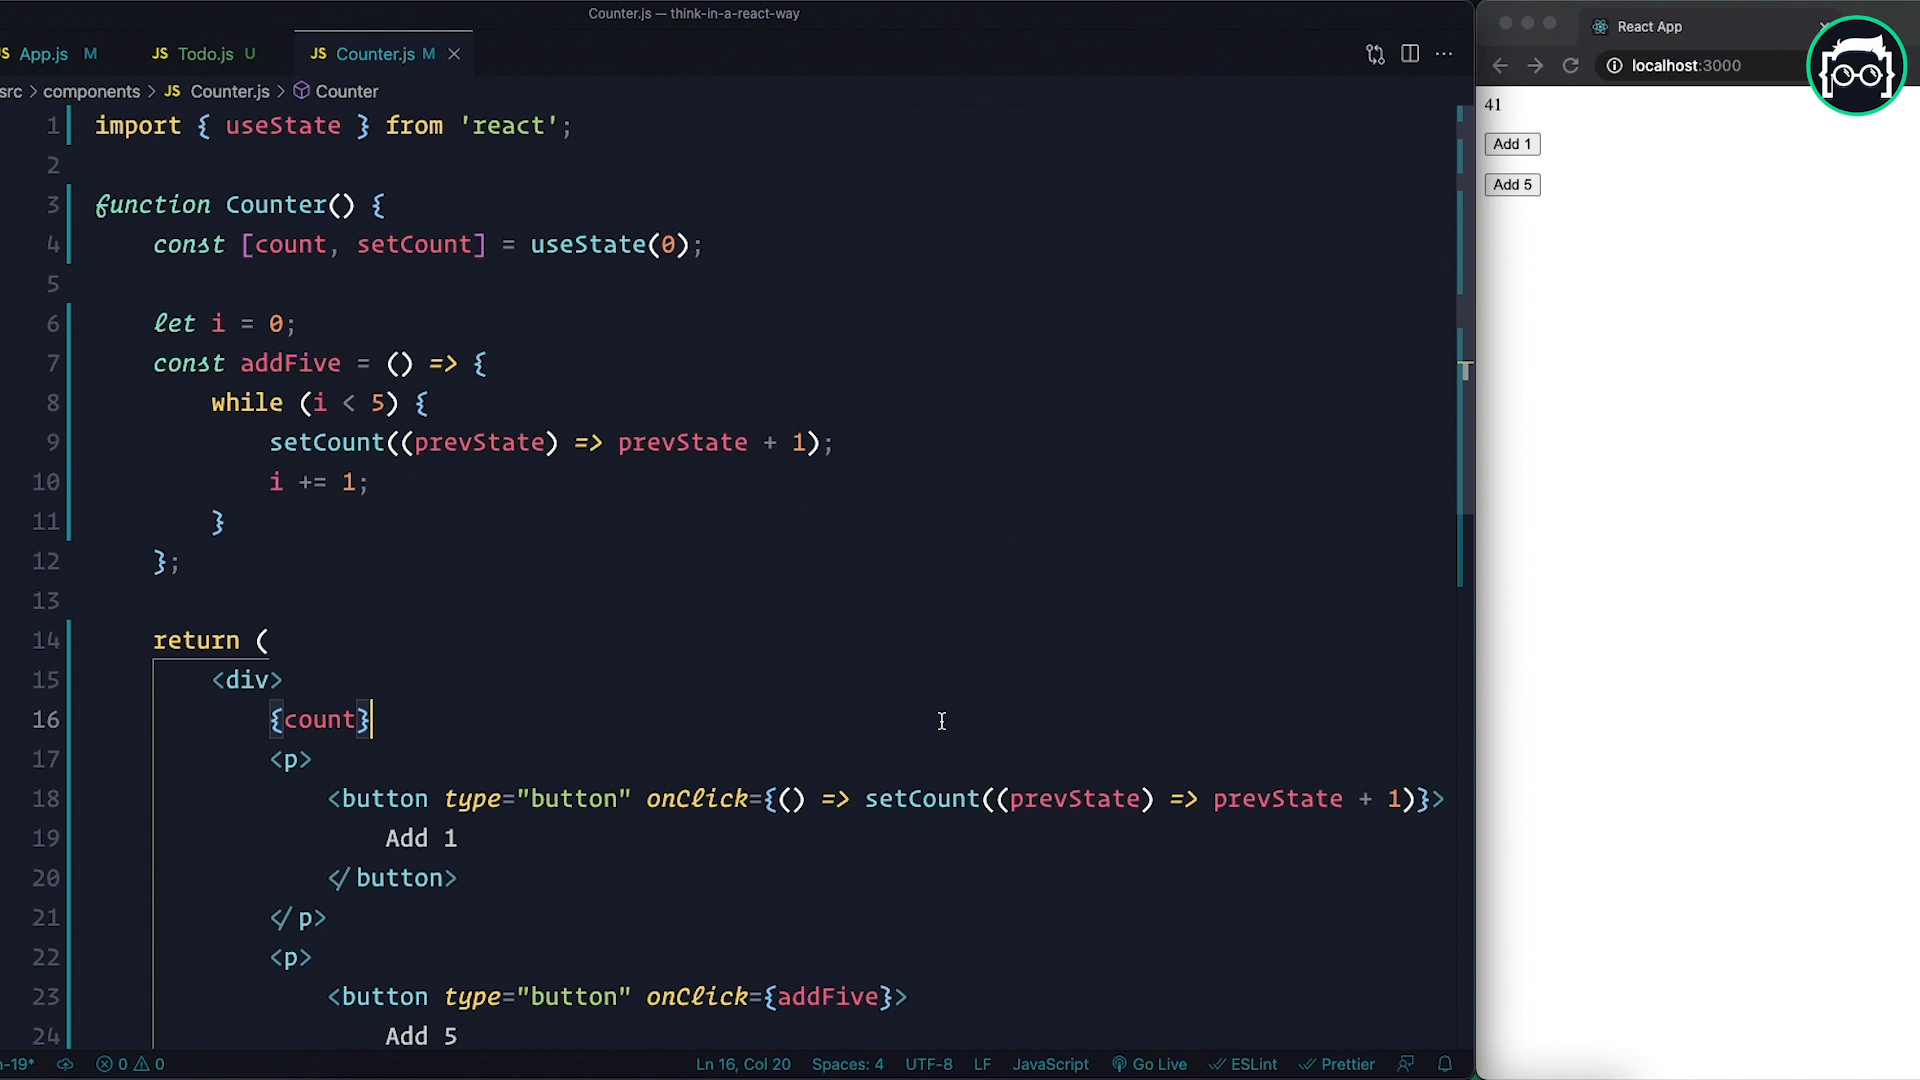 Counter.js — think-in-a-react-way
App.js M
JS Todo.js U
JS Counter.js M
src > components > JS Counter.js > Counter
1 import { useState } from 'react';
2
3 function Counter() {
4 const [count, setCount] = useState(0);
5
6 let i = 0;
7 const addFive = () => {
8 while (i < 5) {
9 setCount((prevState) => prevState + 1);
10 i += 1;
11 }
12 };
13
14 return (
15 <div>
16 {count}
17 <p>
18 <button type="button" onClick={() => setCount((prevState) => prevState + 1)}>
19 Add 1
20 </button>
21 </p>
22 <p>
23 <button type="button" onClick={addFive}>
24 Add 5
-19* 0 0 Ln 16, Col 20 Spaces: 4 UTF-8 LF JavaScript Go Live ESLint Prettier
React App
localhost:3000
41
Add 1
Add 5